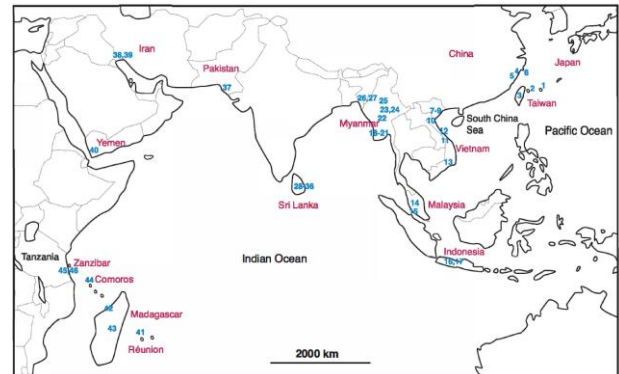 Iran
China
Japan
38,39
Pakistan
4
6
5
37
1
2
3
26,27
25
7-9
Taiwan
23,24
10
South China
Sea
22
Myanmar
12
Pacific Ocean
18-21
11
Yemen
40
Vietnam
13
28-36
14
Malaysia
Sri Lanka
Indonesia
Tanzania
Zanzibar
Indian Ocean
16,17
45
46
44
Comoros
42
Madagascar
43
41
Réunion
2000 km